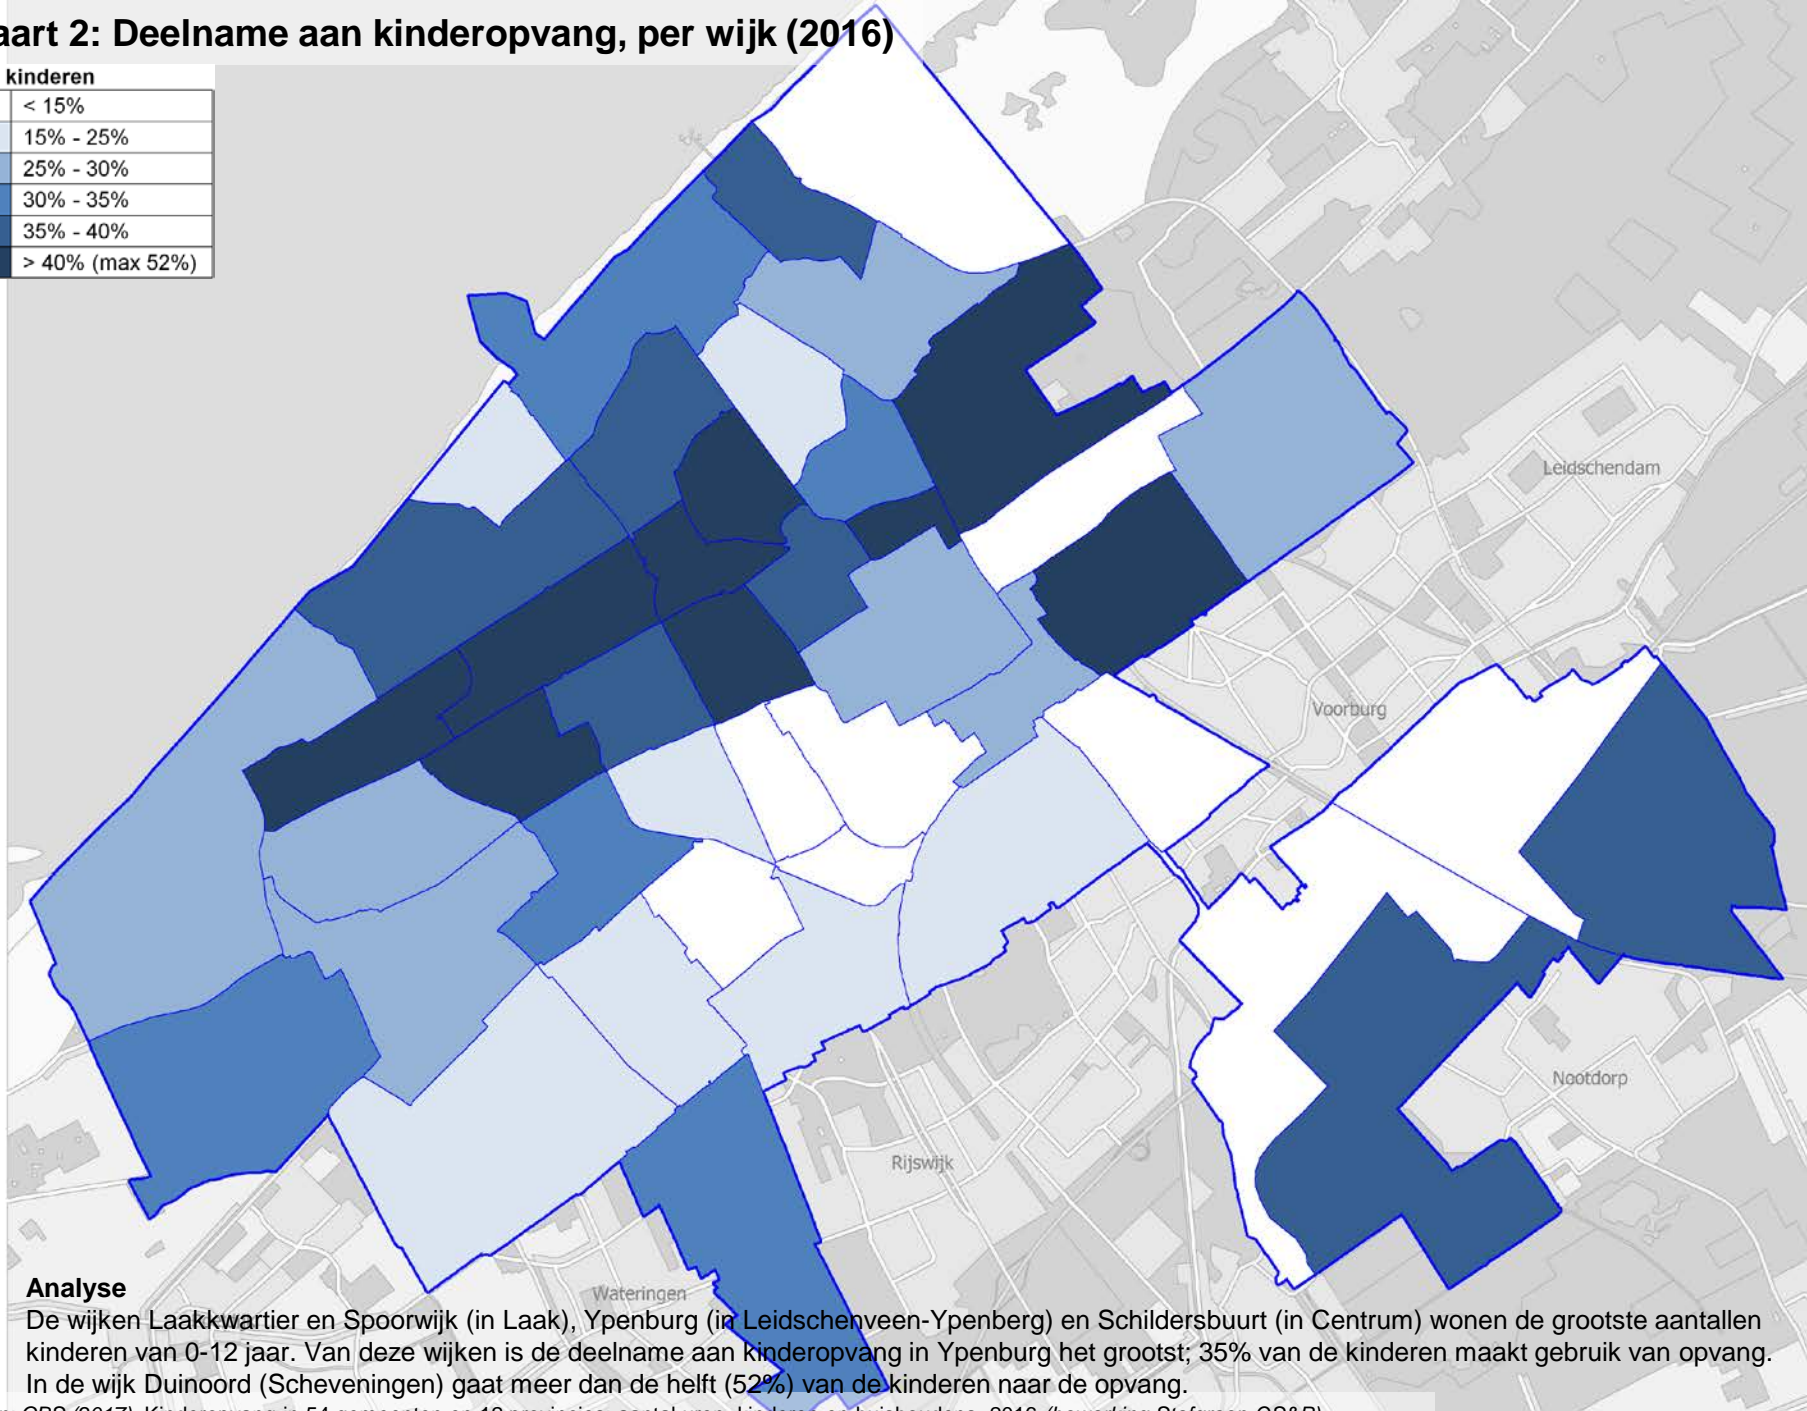 aart 2: Deelname aan kinderopvang, per wijk (2016)
kinderen
< 15%
15% - 25%
25% - 30%
30% - 35%
35% - 40%
> 40% (max 52%)
Leidschendam
Voorburg
Nootdorp
Rijswijk
Wateringen
Analyse
De wijken Laakkwartier en Spoorwijk (in Laak), Ypenburg (in Leidschenveen-Ypenberg) en Schildersbuurt (in Centrum) wonen de grootste aantallen
kinderen van 0-12 jaar. Van deze wijken is de deelname aan kinderopvang in Ypenburg het grootst; 35% van de kinderen maakt gebruik van opvang.
In de wijk Duinoord (Scheveningen) gaat meer dan de helft (52%) van de kinderen naar de opvang.